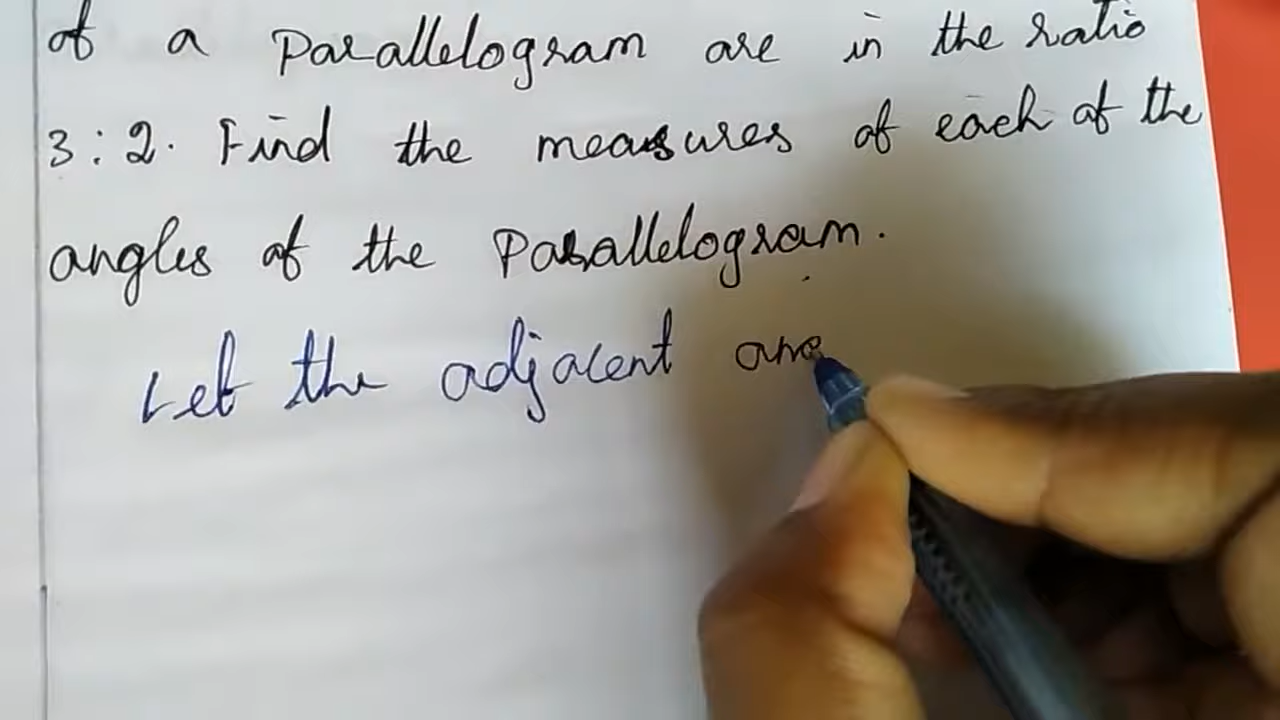 of a Parallelogram are in the ratio
3:2. Find the measures of each of the
angles of the Parallelogram.
Let the adjacent